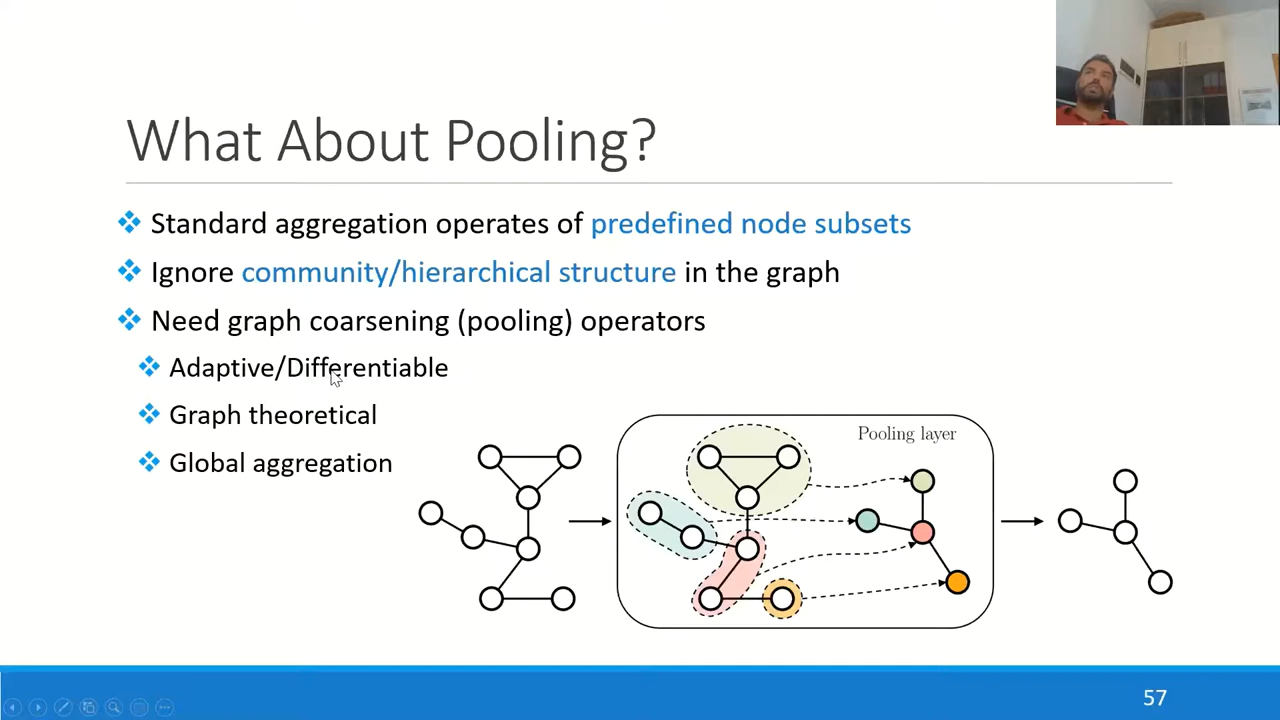 What About Pooling?
Standard aggregation operates of predefined node subsets
Ignore community/hierarchical structure in the graph
Need graph coarsening (pooling) operators
Adaptive/Differentiable
Graph theoretical
Global aggregation
Pooling layer
57